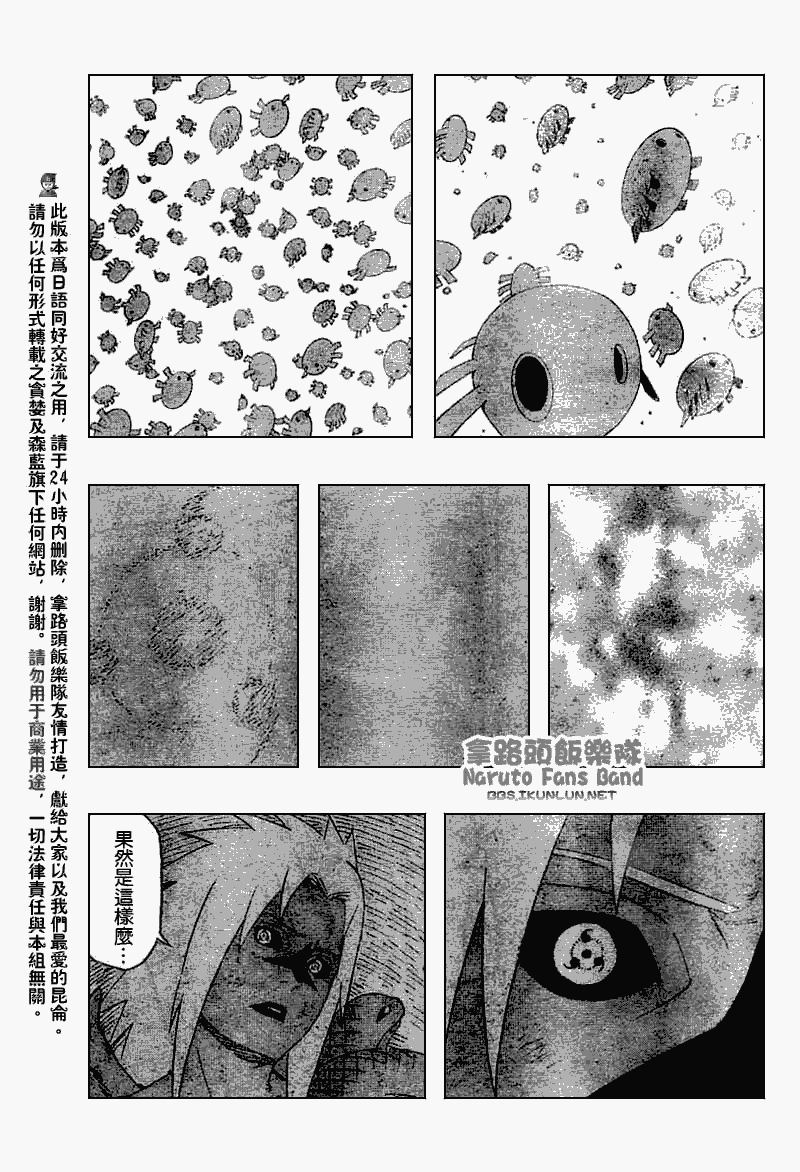 此版本爲日語同好交流之用，請于24小時内删除，拿路頭飯樂隊友情打造，獻給大家以及我們最愛的昆侖。
請勿以任何形式轉載之貪婪及森藍旗下任何網站，謝謝。請勿用于商業用途，一切法律責任與本組無關。
拿路頭飯樂隊
Naruto Fans Band
BBS.IKUNLUN.NET
果然是這樣麼…